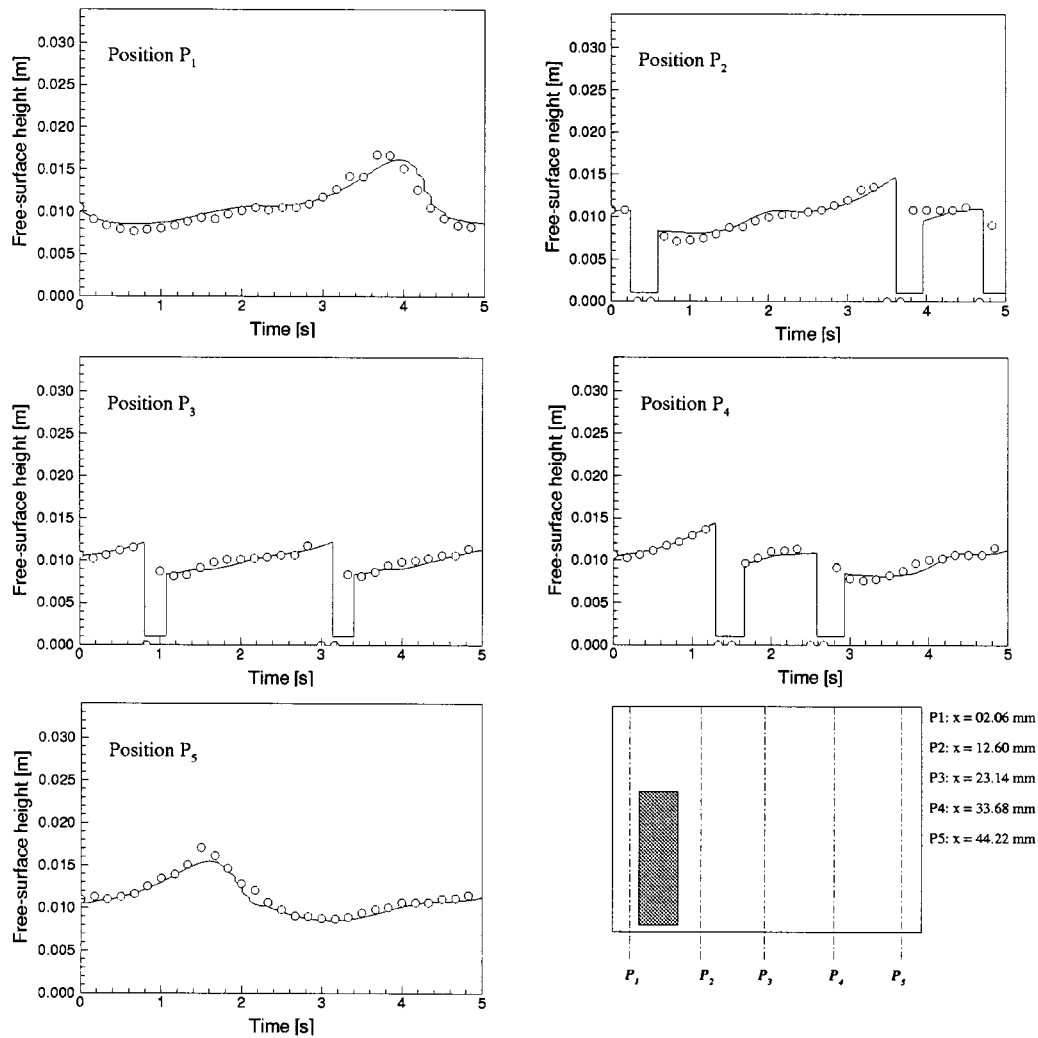 Position P1
Free-surface height [m]
0.030
0.025
0.020
0.015
0.010
0.005
0.000
0 1 2 3 4 5
Time [s]
Position P2
Free-surface height [m]
0.030
0.025
0.020
0.015
0.010
0.005
0.000
0 1 2 3 4 5
Time [s]
Position P3
Free-surface height [m]
0.030
0.025
0.020
0.015
0.010
0.005
0.000
0 1 2 3 4 5
Time [s]
Position P4
Free-surface height [m]
0.030
0.025
0.020
0.015
0.010
0.005
0.000
0 1 2 3 4 5
Time [s]
Position P5
Free-surface height [m]
0.030
0.025
0.020
0.015
0.010
0.005
0.000
0 1 2 3 4 5
Time [s]
P1: x = 02.06 mm
P2: x = 12.60 mm
P3: x = 23.14 mm
P4: x = 33.68 mm
P5: x = 44.22 mm
P1 P2 P3 P4 P5